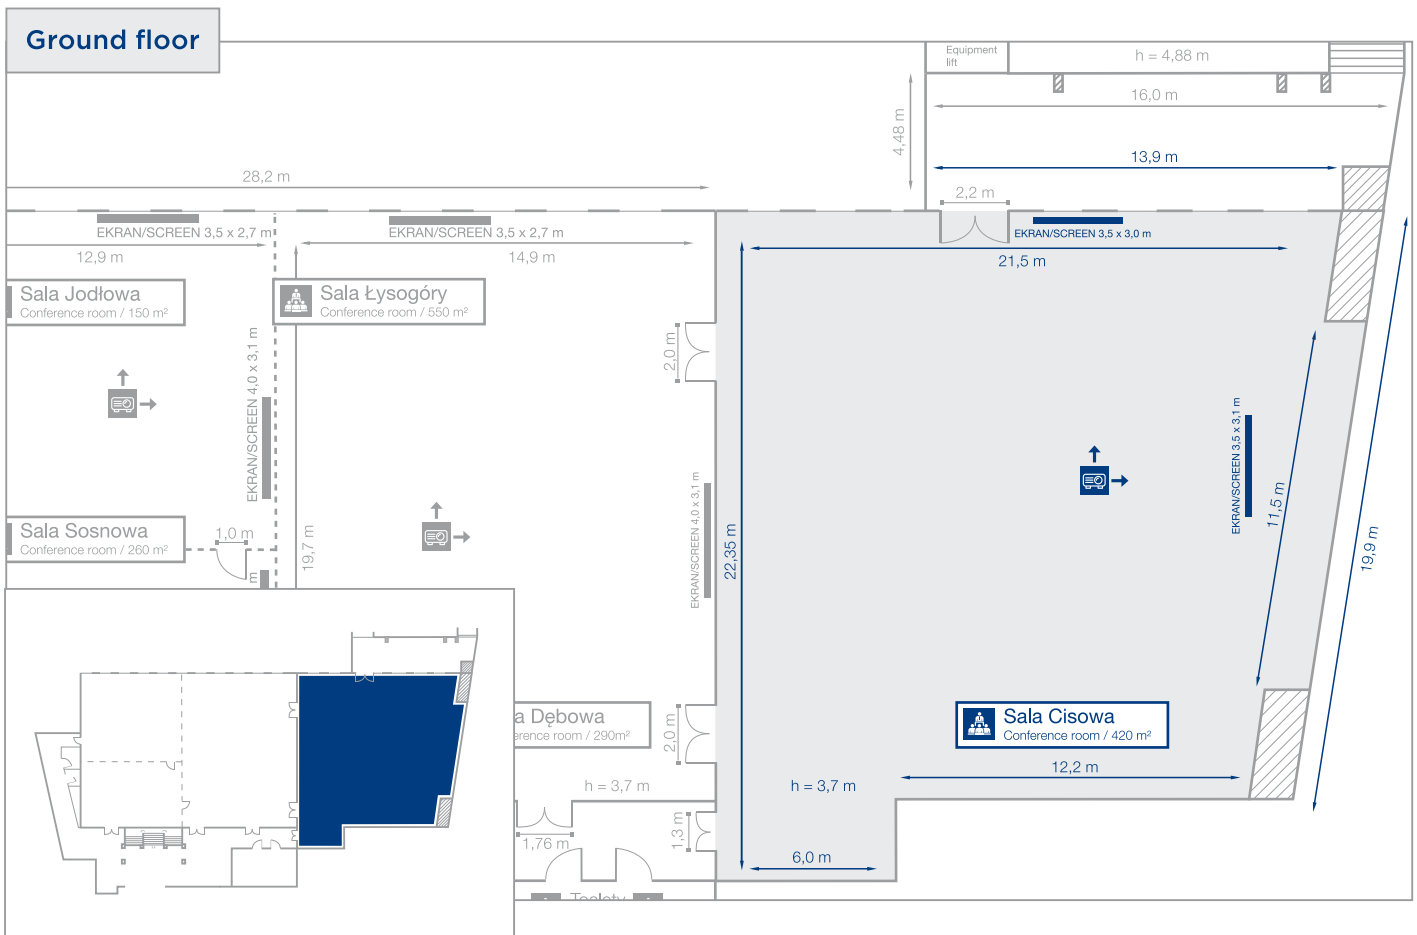 Ground floor
Equipment
lift
h = 4,88 m
16,0 m
4,48 m
13,9 m
28,2 m
2,2 m
EKRAN/SCREEN 3,5 x 2,7 m
EKRAN/SCREEN 3,5 x 2,7 m
EKRAN/SCREEN 3,5 x 3,0 m
12,9 m
14,9 m
21,5 m
Sala Jodłowa
Conference room / 150 m²
Sala Łysogóry
Conference room / 550 m²
2,0 m
EKRAN/SCREEN 4,0 x 3,1 m
EKRAN/SCREEN 3,5 x 3,1 m
EKRAN/SCREEN 4,0 x 3,1 m
11,5 m
19,9 m
22,35 m
19,7 m
Sala Sosnowa
Conference room / 260 m²
1,0 m
m
a Dębowa
erence room / 290m²
2,0 m
Sala Cisowa
Conference room / 420 m²
12,2 m
h = 3,7 m
h = 3,7 m
1,3 m
1,76 m
6,0 m
Toalety